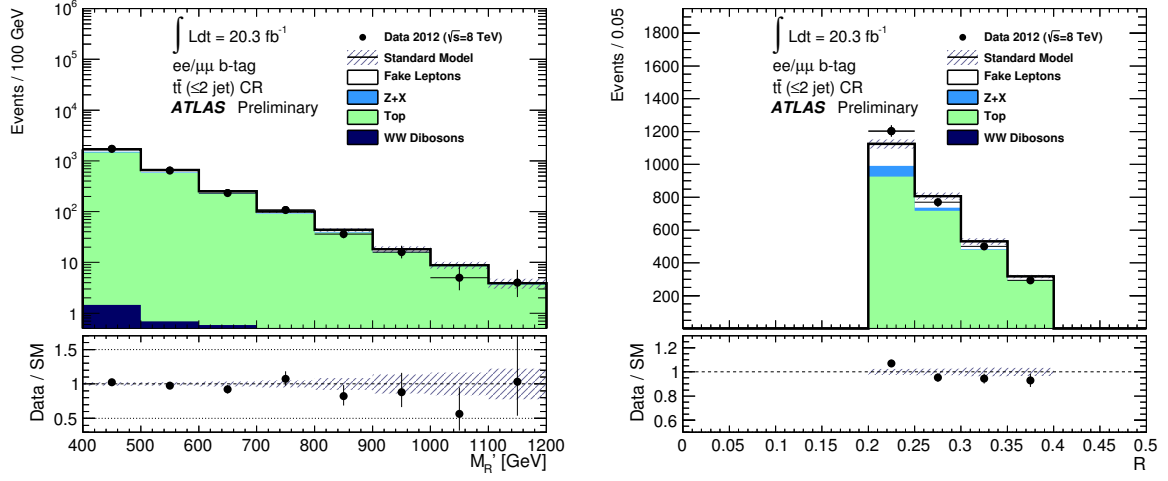 Events / 100 GeV
10^6
10^5
10^4
10^3
10^2
10
1
∫ Ldt = 20.3 fb^-1
ee/μμ b-tag
tt̄ (≤2 jet) CR
ATLAS Preliminary
Data 2012 (√s=8 TeV)
Standard Model
Fake Leptons
Z+X
Top
WW Dibosons
Data / SM
1.5
1.0
0.5
400 500 600 700 800 900 1000 1100 1200
M_R' [GeV]
Events / 0.05
1800
1600
1400
1200
1000
800
600
400
200
∫ Ldt = 20.3 fb^-1
ee/μμ b-tag
tt̄ (≤2 jet) CR
ATLAS Preliminary
Data 2012 (√s=8 TeV)
Standard Model
Fake Leptons
Z+X
Top
WW Dibosons
Data / SM
1.2
1.0
0.8
0.6
0 0.05 0.1 0.15 0.2 0.25 0.3 0.35 0.4 0.45 0.5
R